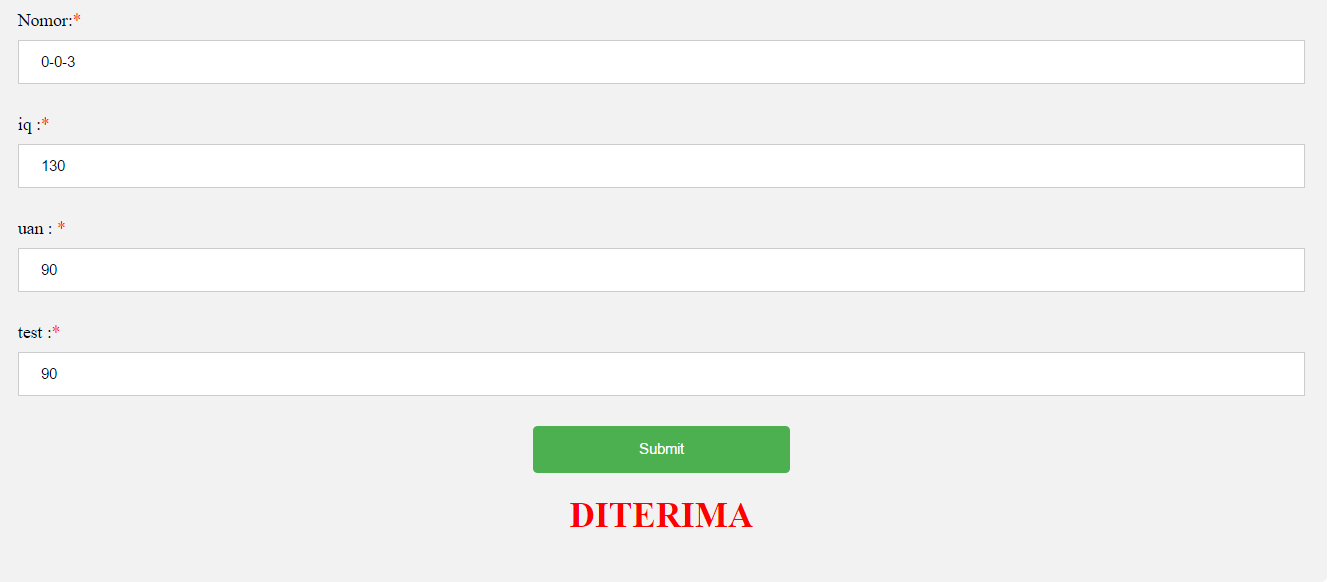 Nomor:*
0-0-3
iq :*
130
uan : *
90
test :*
90
Submit
DITERIMA